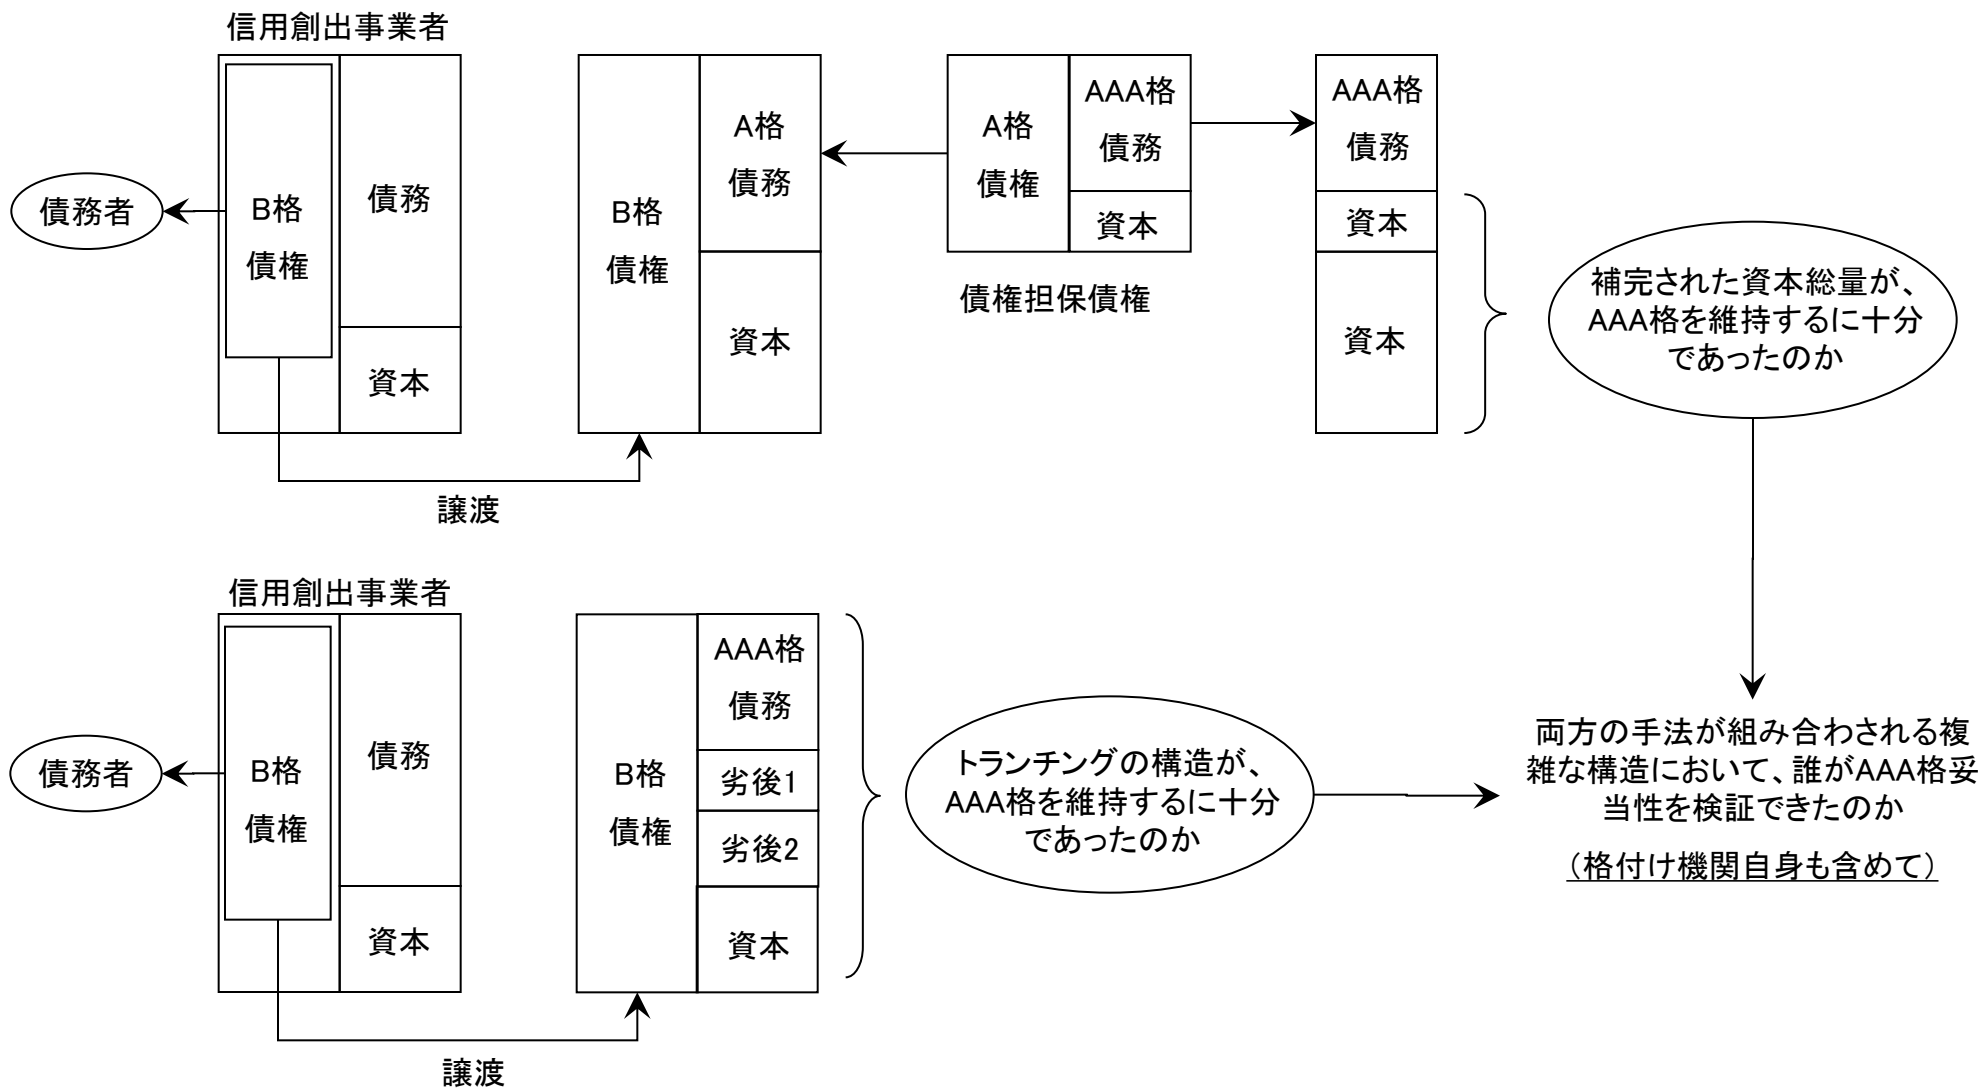 信用創出事業者
債務者
B格
債権
債務
資本
譲渡
B格
債権
A格
債務
資本
A格
債権
AAA格
債務
資本
債権担保債権
AAA格
債務
資本
資本
補完された資本総量が、
AAA格を維持するに十分
であったのか
信用創出事業者
債務者
B格
債権
債務
資本
譲渡
B格
債権
AAA格
債務
劣後1
劣後2
資本
トランチングの構造が、
AAA格を維持するに十分
であったのか
両方の手法が組み合わされる複
雑な構造において、誰がAAA格妥
当性を検証できたのか
（格付け機関自身も含めて）